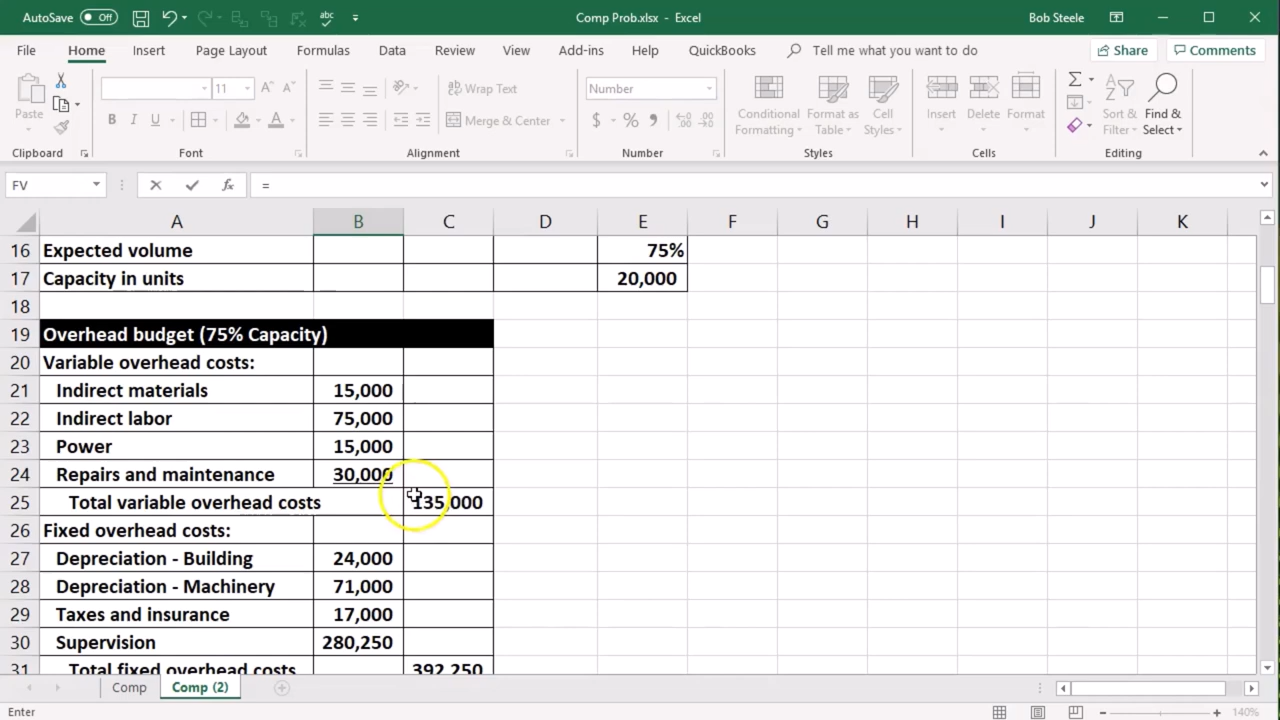 AutoSave Off abc Comp Prob.xlsx - Excel Bob Steele
File Home Insert Page Layout Formulas Data Review View Add-ins Help QuickBooks Tell me what you want to do Share Comments
Paste 11 A A Wrap Text Number Conditional Formatting Format as Table Cell Styles Insert Delete Format Sort & Filter Find & Select
B I U A Merge & Center $ % ,
Clipboard Font Alignment Number Styles Cells Editing
FV fx =
A B C D E F G H I J K
16 Expected volume 75%
17 Capacity in units 20,000
18
19 Overhead budget (75% Capacity)
20 Variable overhead costs:
21 Indirect materials 15,000
22 Indirect labor 75,000
23 Power 15,000
24 Repairs and maintenance 30,000
25 Total variable overhead costs 135,000
26 Fixed overhead costs:
27 Depreciation - Building 24,000
28 Depreciation - Machinery 71,000
29 Taxes and insurance 17,000
30 Supervision 280,250
31 Total fixed overhead costs 392,250
Comp Comp (2)
Enter 140%